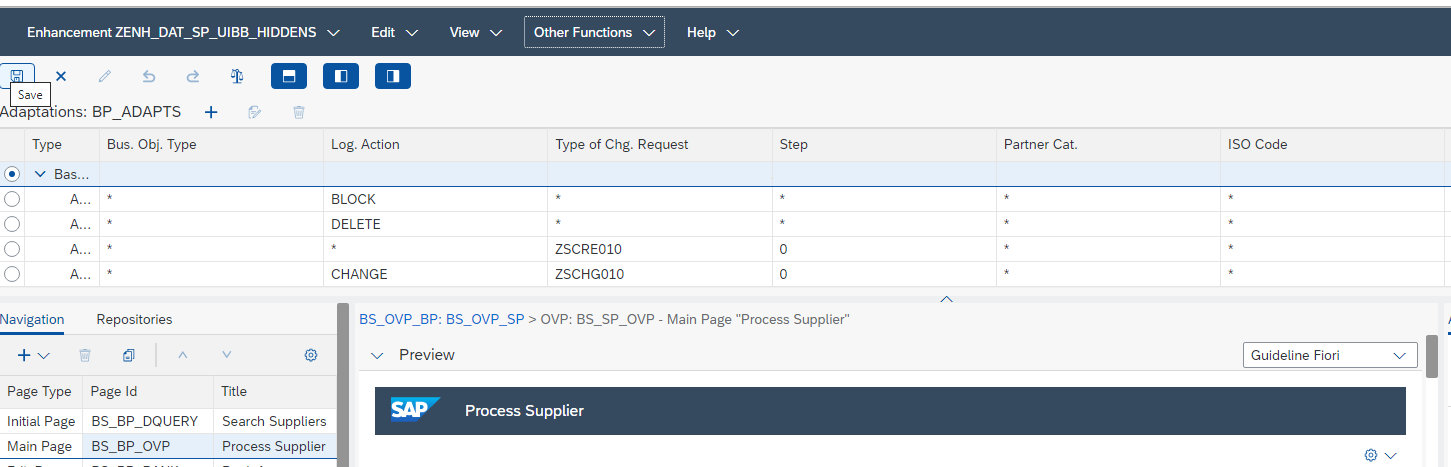 Enhancement ZENH_DAT_SP_UIBB_HIDDENS Edit View Other Functions Help
Save
Adaptations: BP_ADAPTS
Type Bus. Obj. Type Log. Action Type of Chg. Request Step Partner Cat. ISO Code
Bas...
A... * BLOCK * * * *
A... * DELETE * * * *
A... * * ZSCRE010 0 * *
A... * CHANGE ZSCHG010 0 * *
Navigation Repositories
BS_OVP_BP: BS_OVP_SP > OVP: BS_SP_OVP - Main Page "Process Supplier"
Preview Guideline Fiori
Page Type Page Id Title
SAP Process Supplier
Initial Page BS_BP_DQUERY Search Suppliers
Main Page BS_BP_OVP Process Supplier